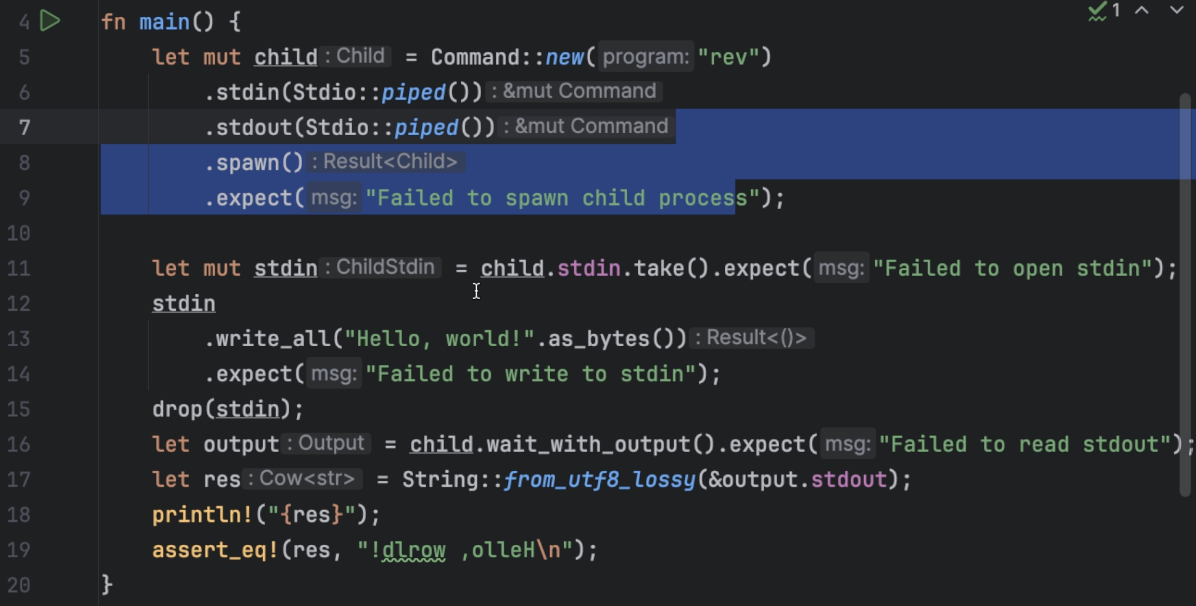 4 fn main() { 1
5 let mut child: Child = Command::new(program: "rev")
6 .stdin(Stdio::piped()): &mut Command
7 .stdout(Stdio::piped()): &mut Command
8 .spawn(): Result<Child>
9 .expect(msg: "Failed to spawn child process");
10
11 let mut stdin: ChildStdin = child.stdin.take().expect(msg: "Failed to open stdin");
12 stdin
13 .write_all("Hello, world!".as_bytes()): Result<()>
14 .expect(msg: "Failed to write to stdin");
15 drop(stdin);
16 let output: Output = child.wait_with_output().expect(msg: "Failed to read stdout");
17 let res: Cow<str> = String::from_utf8_lossy(&output.stdout);
18 println!("{res}");
19 assert_eq!(res, "!dlrow ,olleH\n");
20 }